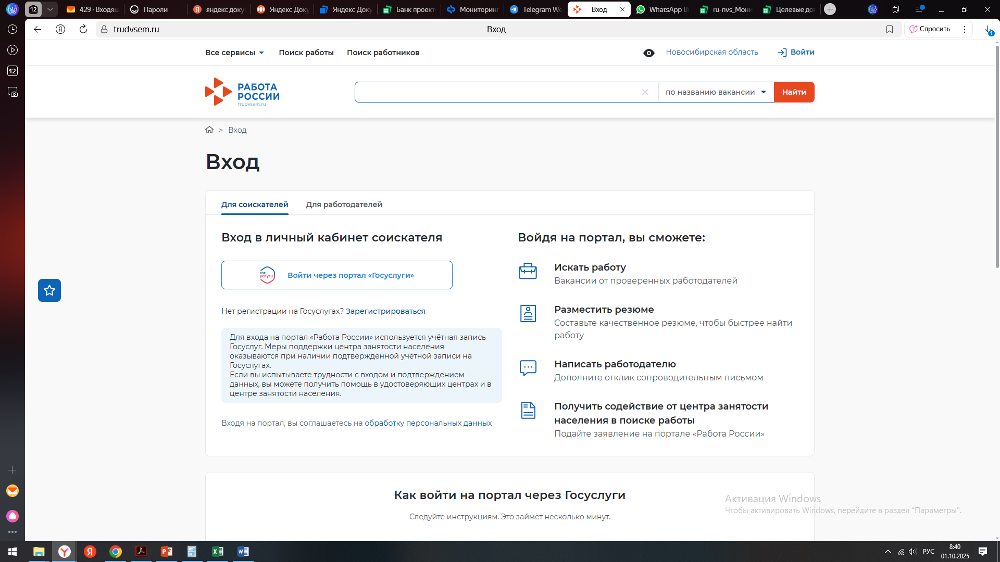 12
429 · Входящ
Пароли
яндекс доку
Яндекс Доку
Яндекс Доку
Банк проект
Мониторинг
Telegram We
Вход
WhatsApp B
ru-nvs_Мони
Целевые до
trudvsem.ru
Вход
Спросить
1
12
Все сервисы
Поиск работы
Поиск работников
Новосибирская область
Войти
РАБОТА
РОССИИ
trudvsem.ru
по названию вакансии
Найти
> Вход
Вход
Для соискателей
Для работодателей
Вход в личный кабинет соискателя
гос
услуги
Войти через портал «Госуслуги»
Нет регистрации на Госуслугах? Зарегистрироваться
Для входа на портал «Работа России» используется учётная запись
Госуслуг. Меры поддержки центра занятости населения
оказываются при наличии подтверждённой учётной записи на
Госуслугах.
Если вы испытываете трудности с входом и подтверждением
данных, вы можете получить помощь в удостоверяющих центрах и в
центре занятости населения.
Входя на портал, вы соглашаетесь на обработку персональных данных
Войдя на портал, вы сможете:
Искать работу
Вакансии от проверенных работодателей
Разместить резюме
Составьте качественное резюме, чтобы быстрее найти
работу
Написать работодателю
Дополните отклик сопроводительным письмом
Получить содействие от центра занятости
населения в поиске работы
Подайте заявление на портале «Работа России»
Как войти на портал через Госуслуги
Следуйте инструкциям. Это займёт несколько минут.
Активация Windows
Чтобы активировать Windows, перейдите в раздел "Параметры".
РУС
8:40
01.10.2025